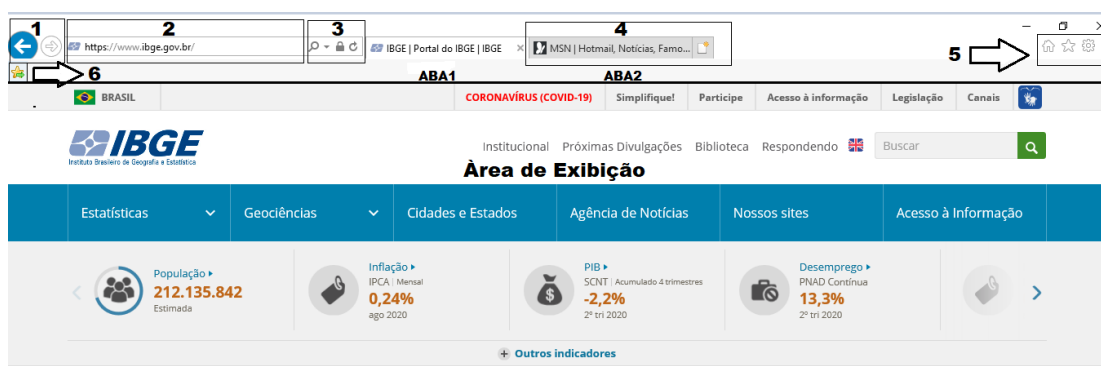 1 2 3 4
https://www.ibge.gov.br/ IBGE | Portal do IBGE | IBGE × MSN | Hotmail, Notícias, Famo...
5
6 ABA1 ABA2
BRASIL CORONAVÍRUS (COVID-19) Simplifique! Participe Acesso à informação Legislação Canais
IBGE
Instituto Brasileiro de Geografia e Estatística
Institucional Próximas Divulgações Biblioteca Respondendo Buscar
Àrea de Exibição
Estatísticas Geociências Cidades e Estados Agência de Notícias Nossos sites Acesso à Informação
População
212.135.842
Estimada
Inflação
IPCA | Mensal
0,24%
ago 2020
PIB
SCNT | Acumulado 4 trimestres
-2,2%
2º tri 2020
Desemprego
PNAD Contínua
13,3%
2º tri 2020
Outros indicadores